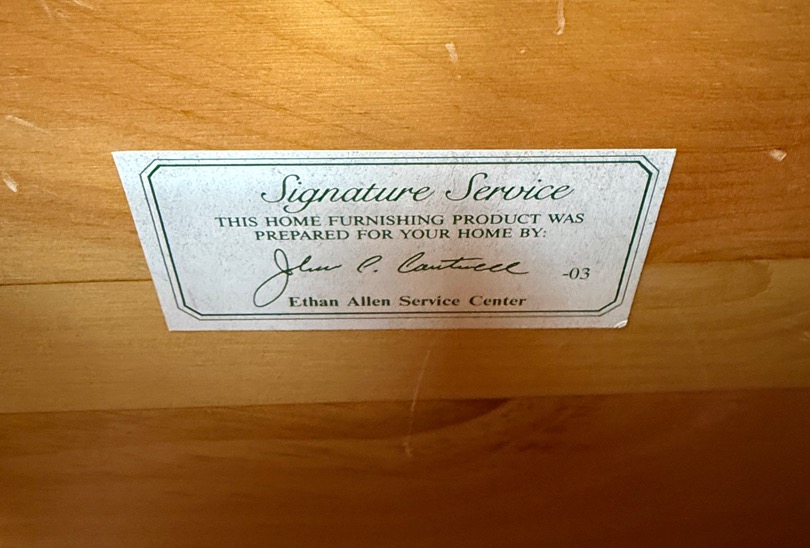 Signature Service
THIS HOME FURNISHING PRODUCT WAS
PREPARED FOR YOUR HOME BY:
John C. Cantwell -03
Ethan Allen Service Center